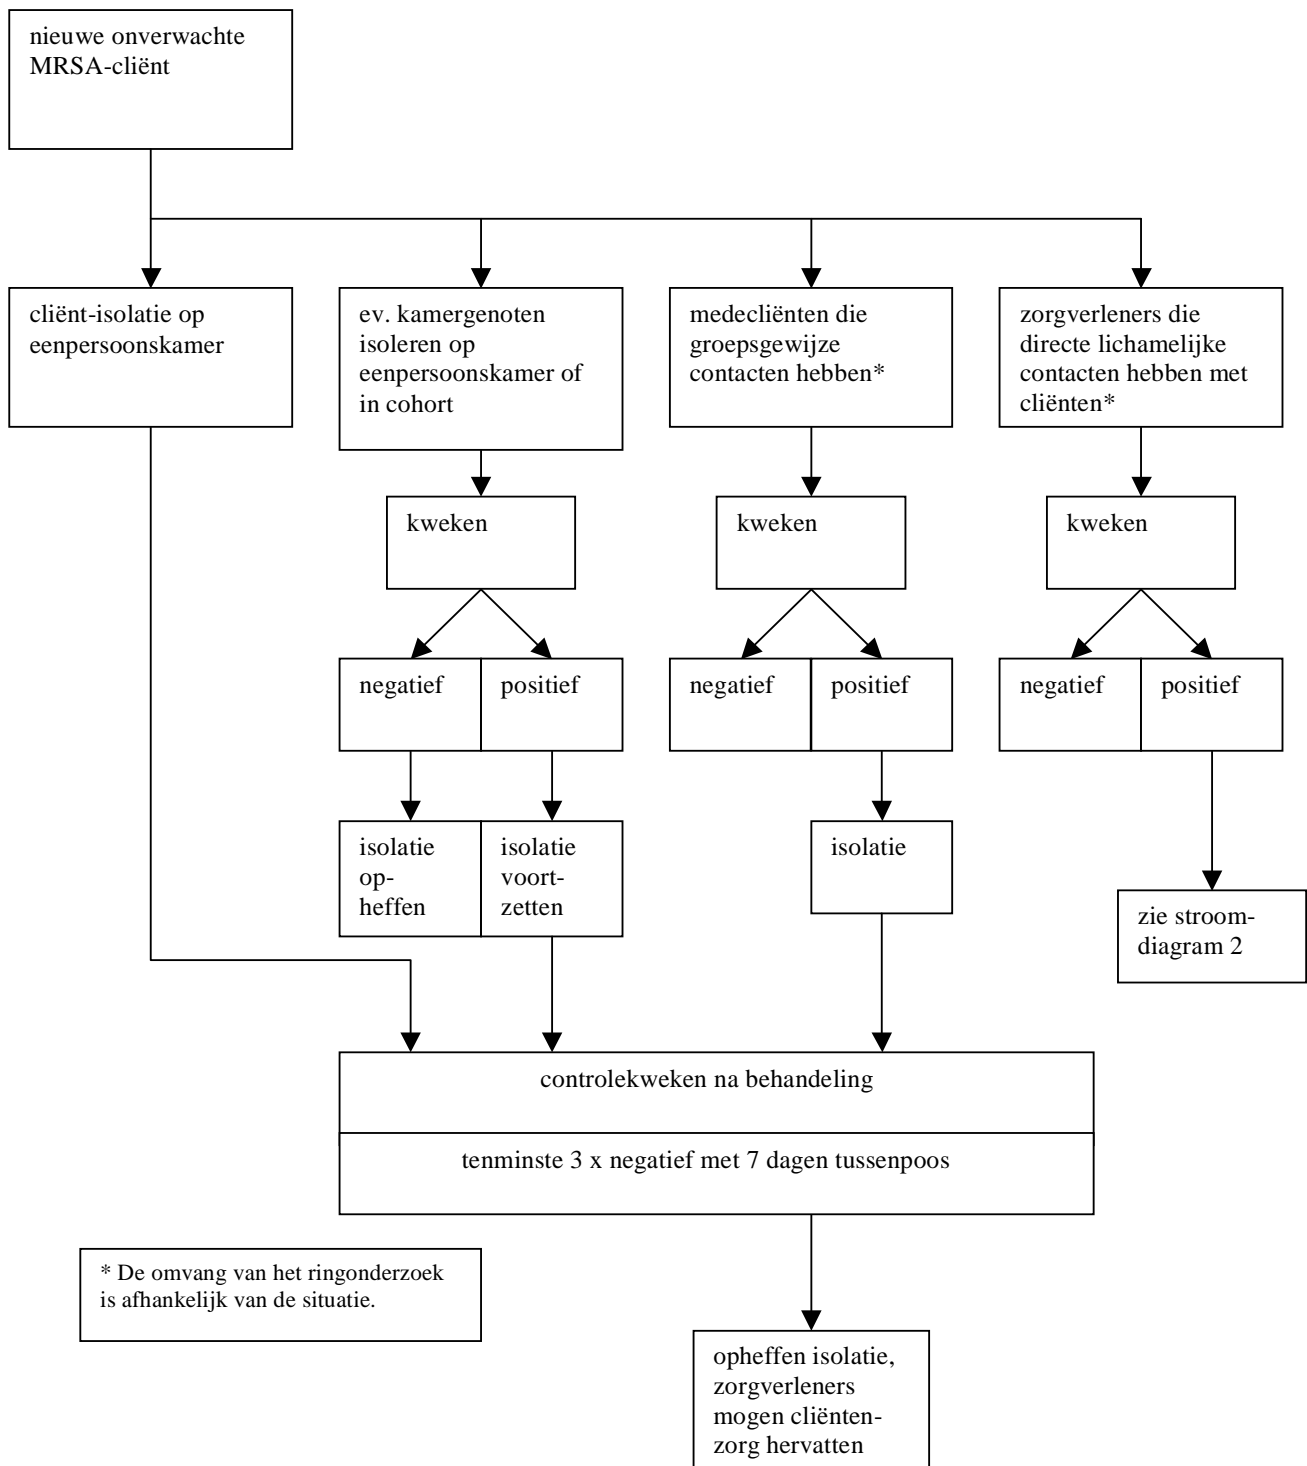 nieuwe onverwachte
MRSA-cliënt
cliënt-isolatie op
eenpersoonskamer
ev. kamergenoten
isoleren op
eenpersoonskamer of
in cohort
medecliënten die
groepsgewijze
contacten hebben*
zorgverleners die
directe lichamelijke
contacten hebben met
cliënten*
kweken
kweken
kweken
negatief
positief
negatief
positief
negatief
positief
isolatie
op-
heffen
isolatie
voort-
zetten
isolatie
zie stroom-
diagram 2
controlekweken na behandeling
tenminste 3 x negatief met 7 dagen tussenpoos
* De omvang van het ringonderzoek
is afhankelijk van de situatie.
opheffen isolatie,
zorgverleners
mogen cliënten-
zorg hervatten